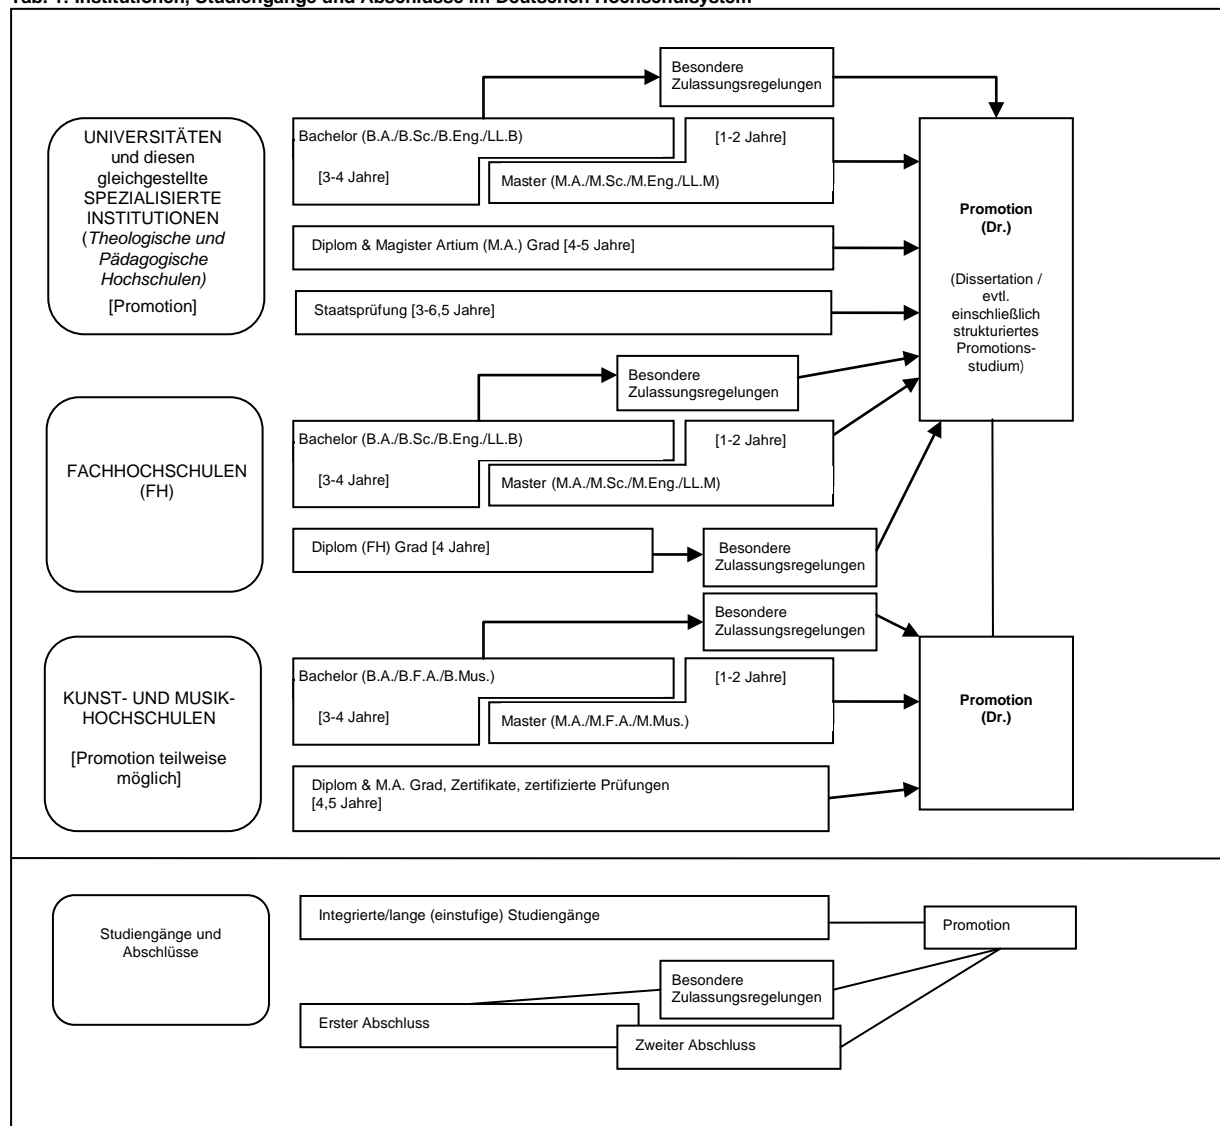 Tab. 1: Institutionen, Studiengänge und Abschlüsse im Deutschen Hochschulsystem
Besondere
Zulassungsregelungen
UNIVERSITÄTEN
und diesen
gleichgestellte
SPEZIALISIERTE
INSTITUTIONEN
(Theologische und
Pädagogische
Hochschulen)
[Promotion]
Bachelor (B.A./B.Sc./B.Eng./LL.B)
[3-4 Jahre]
[1-2 Jahre]
Master (M.A./M.Sc./M.Eng./LL.M)
Diplom & Magister Artium (M.A.) Grad [4-5 Jahre]
Staatsprüfung [3-6,5 Jahre]
Promotion
(Dr.)
(Dissertation /
evtl.
einschließlich
strukturiertes
Promotions-
studium)
Besondere
Zulassungsregelungen
FACHHOCHSCHULEN
(FH)
Bachelor (B.A./B.Sc./B.Eng./LL.B)
[3-4 Jahre]
[1-2 Jahre]
Master (M.A./M.Sc./M.Eng./LL.M)
Diplom (FH) Grad [4 Jahre]
Besondere
Zulassungsregelungen
Besondere
Zulassungsregelungen
KUNST- UND MUSIK-
HOCHSCHULEN
[Promotion teilweise
möglich]
Bachelor (B.A./B.F.A./B.Mus.)
[3-4 Jahre]
[1-2 Jahre]
Master (M.A./M.F.A./M.Mus.)
Diplom & M.A. Grad, Zertifikate, zertifizierte Prüfungen
[4,5 Jahre]
Promotion
(Dr.)
Studiengänge und
Abschlüsse
Integrierte/lange (einstufige) Studiengänge
Promotion
Besondere
Zulassungsregelungen
Erster Abschluss
Zweiter Abschluss